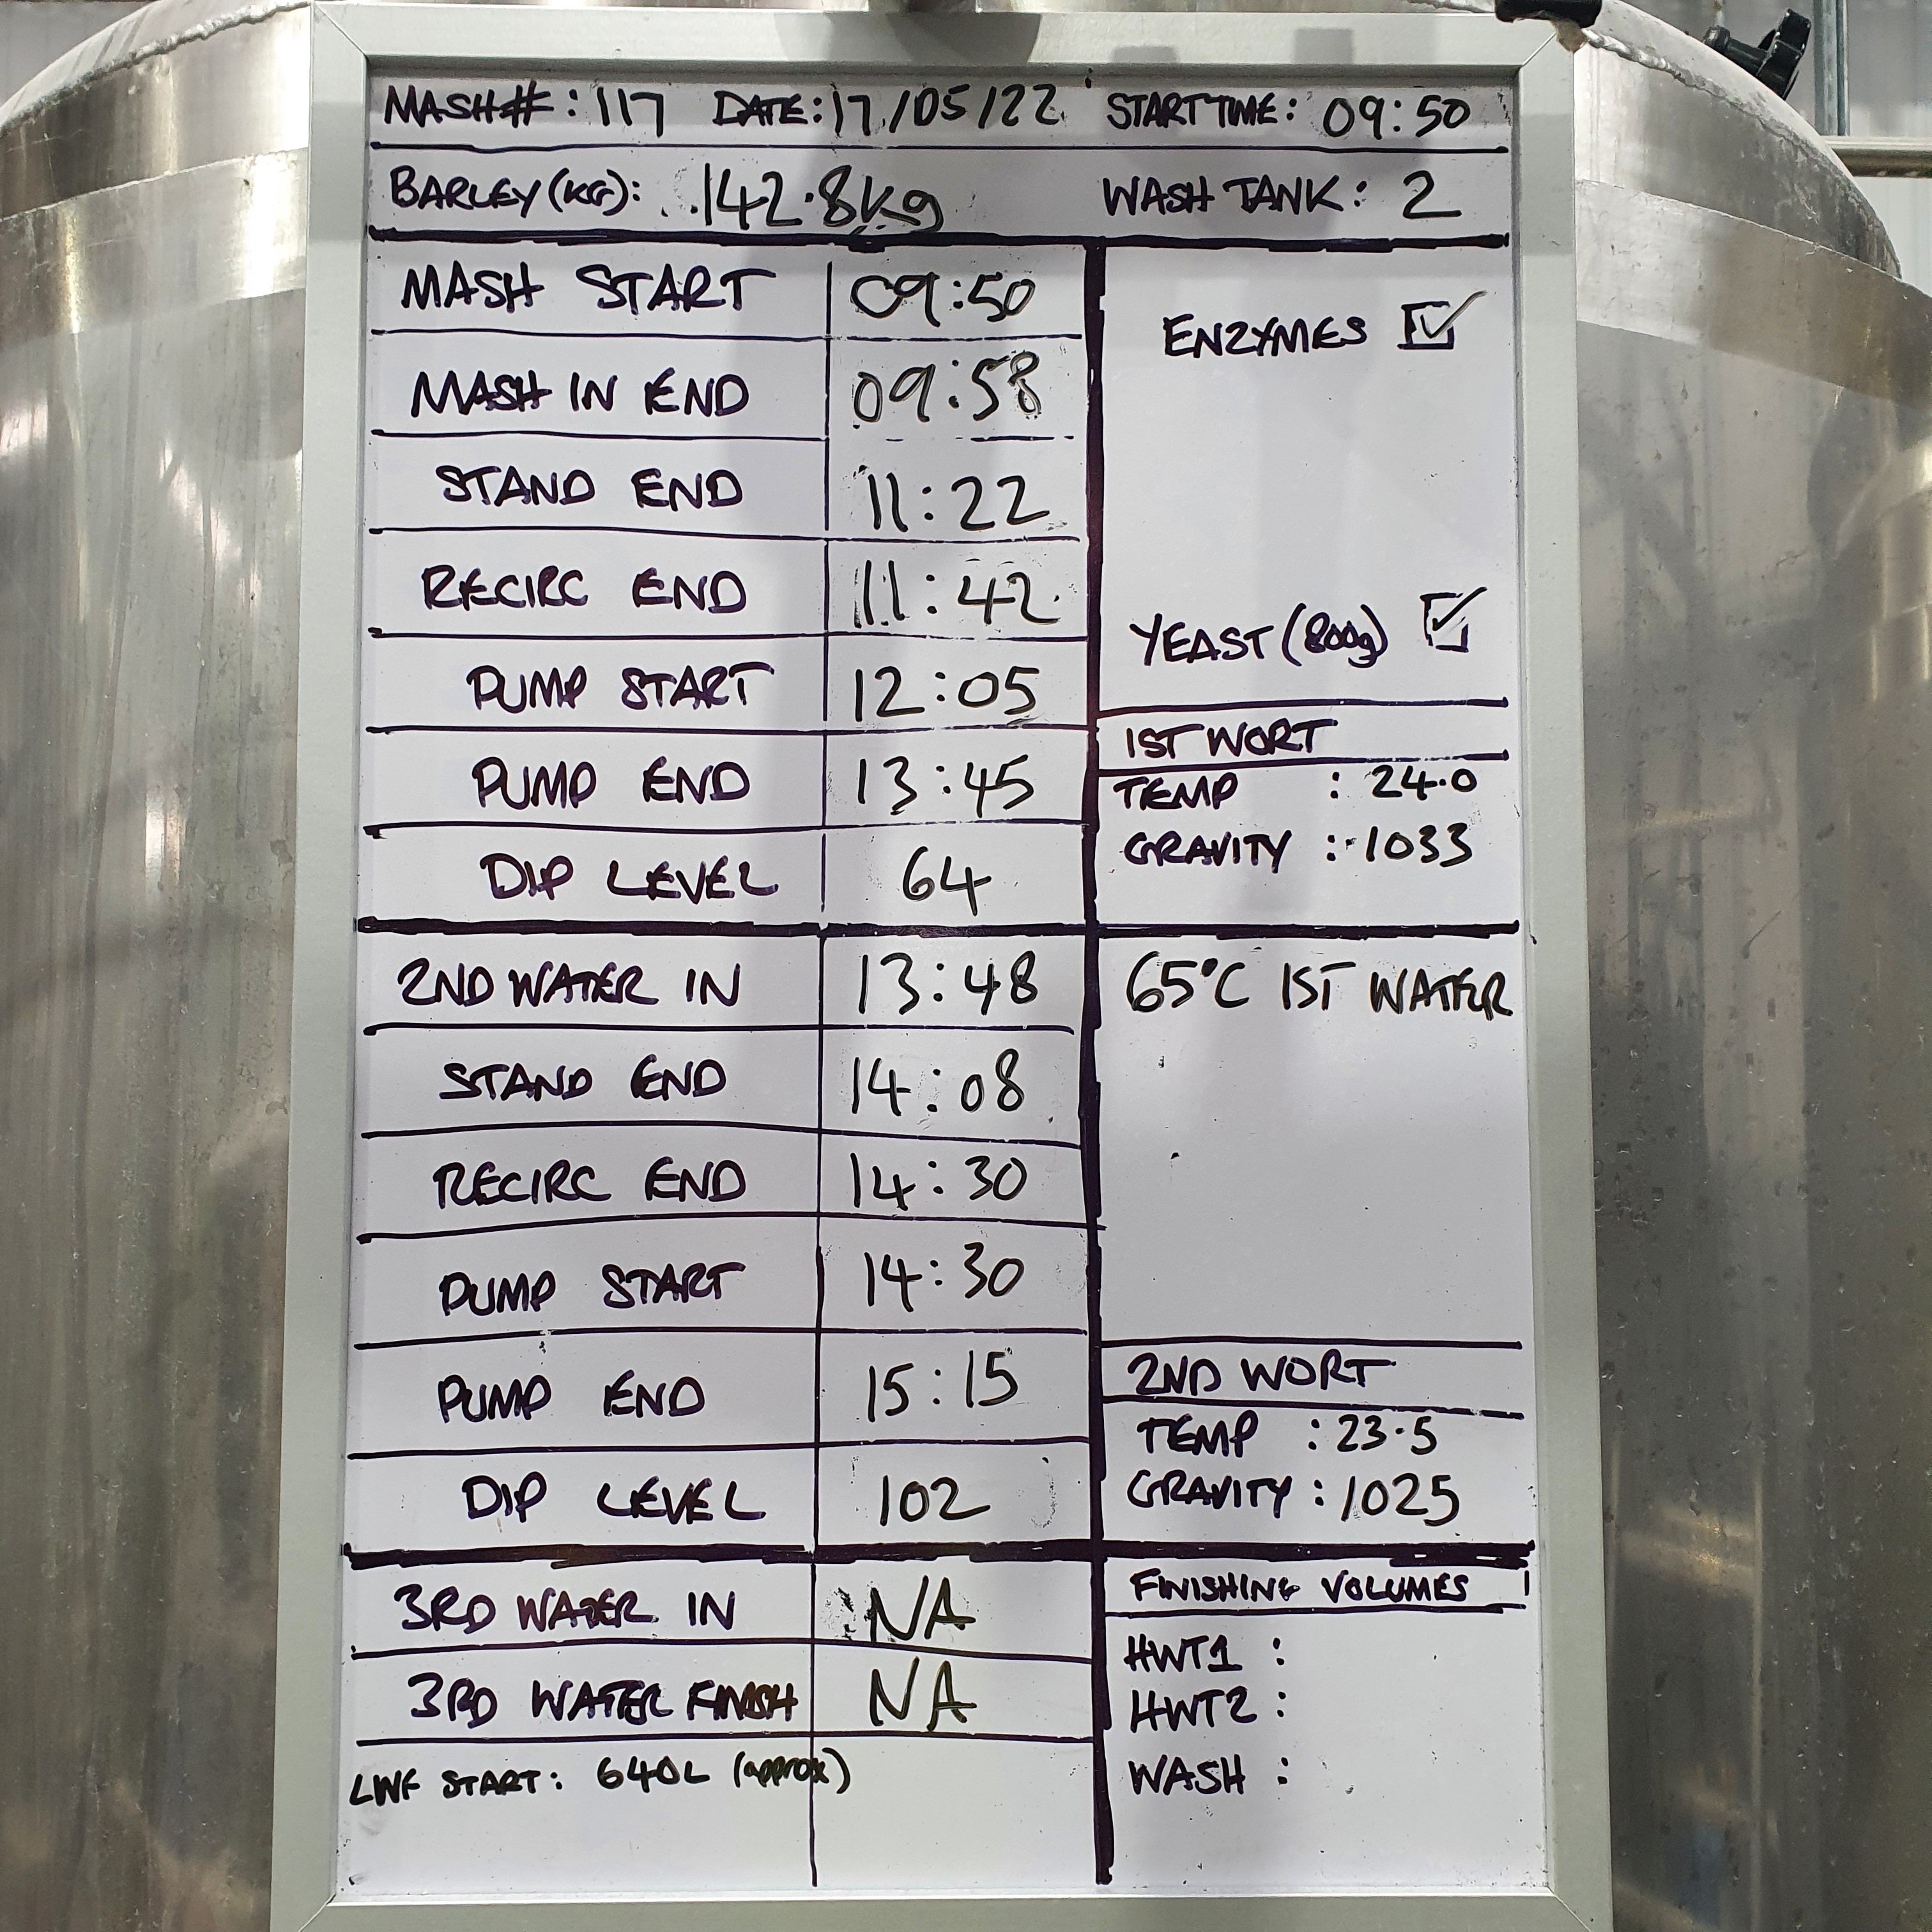 MASH#: 117 DATE: 17/05/22 START TIME: 09:50
BARLEY (KG): 142.8kg WASH TANK: 2
MASH START 09:50
MASH IN END 09:58
STAND END 11:22
RECIRC END 11:42
PUMP START 12:05
PUMP END 13:45
DIP LEVEL 64
ENZYMES ☑
YEAST (800g) ☑
1ST WORT
TEMP : 24.0
GRAVITY : 1033
2ND WATER IN 13:48
STAND END 14:08
RECIRC END 14:30
PUMP START 14:30
PUMP END 15:15
DIP LEVEL 102
65°C 1ST WATER
2ND WORT
TEMP : 23.5
GRAVITY : 1025
3RD WATER IN NA
3RD WATER FINISH NA
LWF START: 640L (approx)
FINISHING VOLUMES
HWT1 :
HWT2 :
WASH :